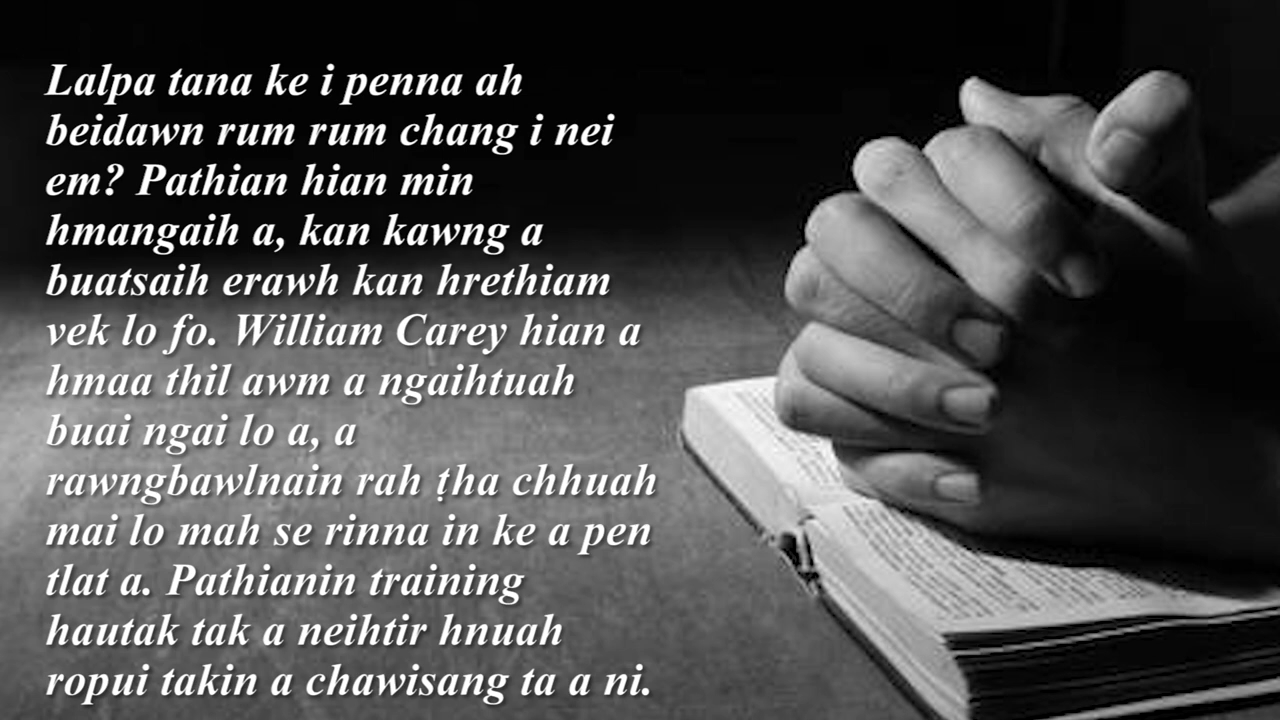 Lalpa tana ke i penna ah
beidawn rum rum chang i nei
em? Pathian hian min
hmangaih a, kan kawng a
buatsaih erawh kan hrethiam
vek lo fo. William Carey hian a
hmaa thil awm a ngaihtuah
buai ngai lo a, a
rawngbawlnain rah ṭha chhuah
mai lo mah se rinna in ke a pen
tlat a. Pathianin training
hautak tak a neihtir hnuah
ropui takin a chawisang ta a ni.